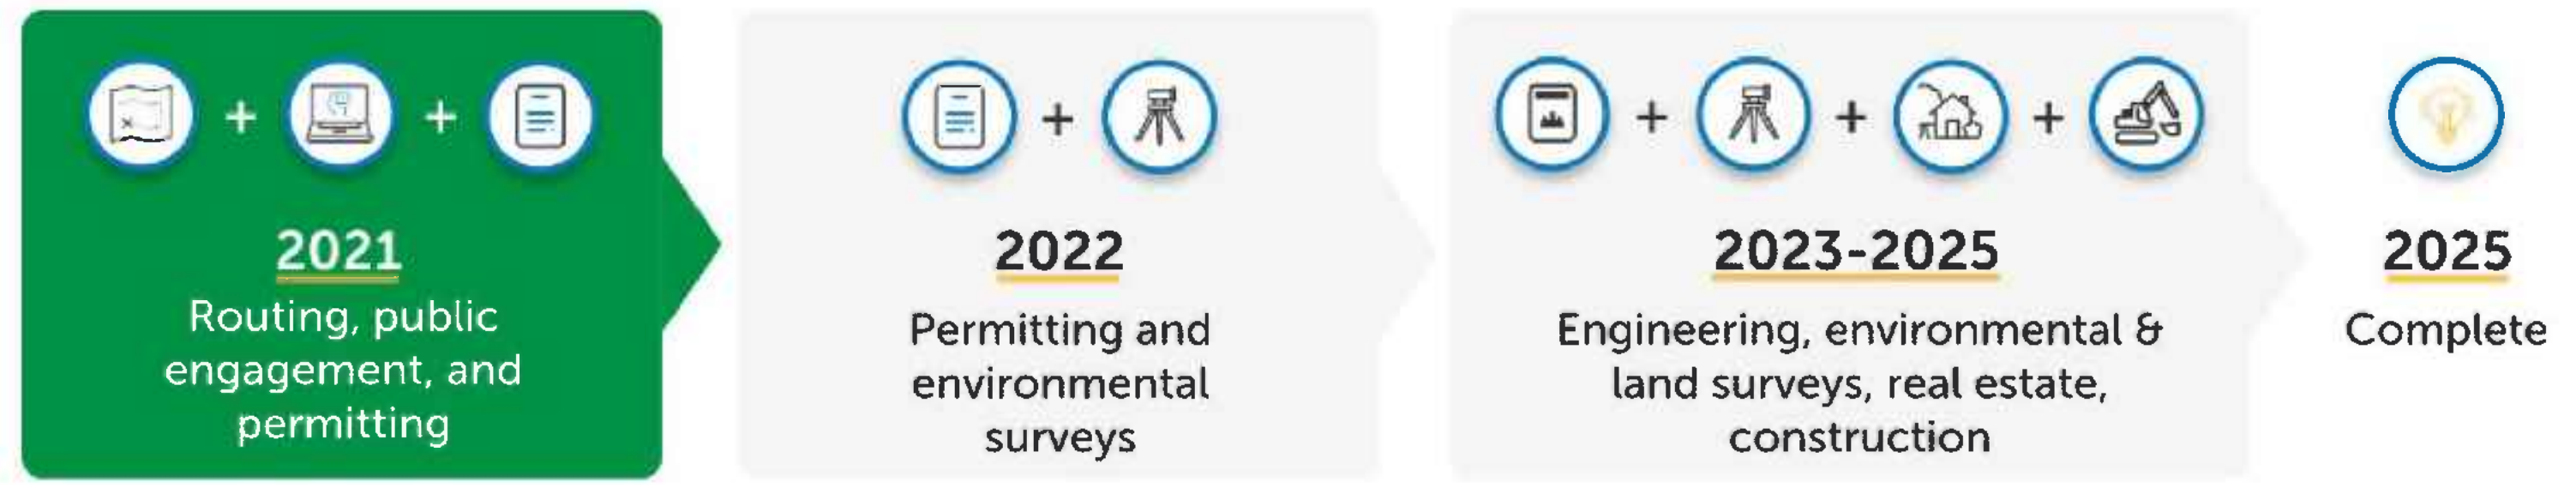 + +
2021
Routing, public
engagement, and
permitting
+
2022
Permitting and
environmental
surveys
+ + +
2023-2025
Engineering, environmental &
land surveys, real estate,
construction
2025
Complete